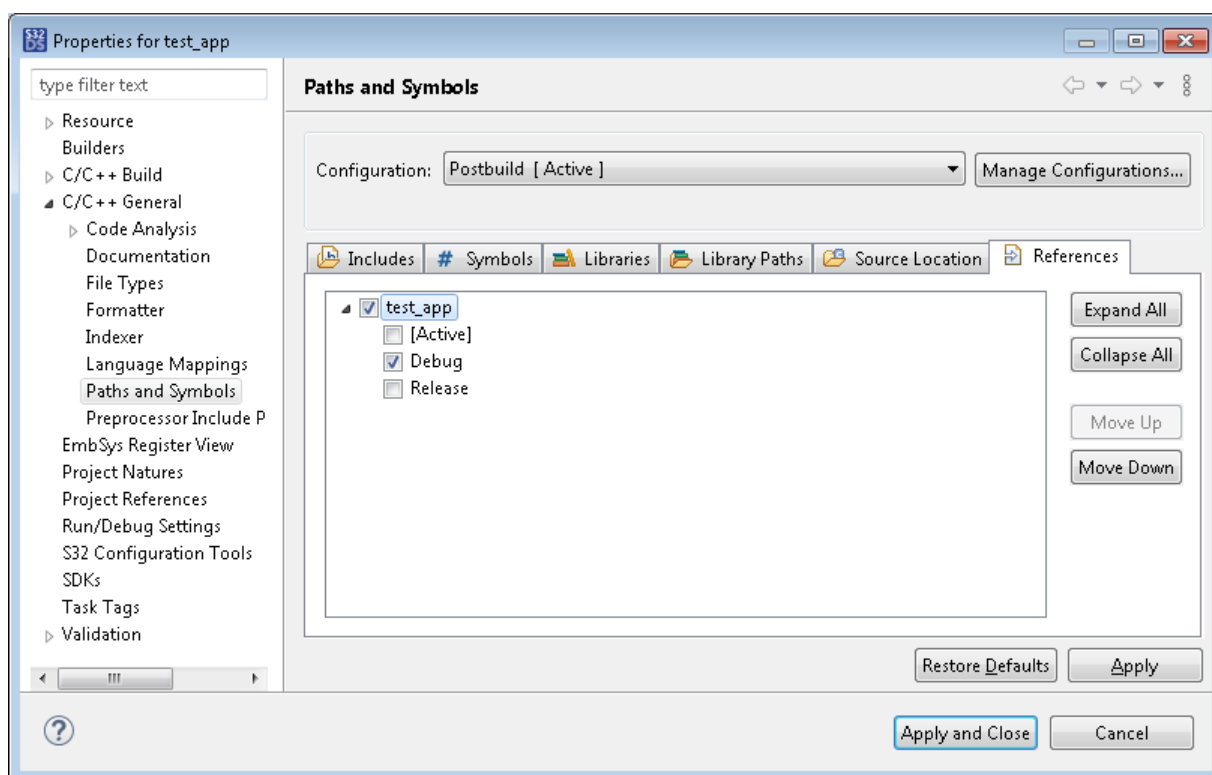 S32 DS Properties for test_app
type filter text
Resource
Builders
C/C++ Build
C/C++ General
Code Analysis
Documentation
File Types
Formatter
Indexer
Language Mappings
Paths and Symbols
Preprocessor Include P
EmbSys Register View
Project Natures
Project References
Run/Debug Settings
S32 Configuration Tools
SDKs
Task Tags
Validation
Paths and Symbols
Configuration: Postbuild [ Active ] Manage Configurations...
Includes # Symbols Libraries Library Paths Source Location References
test_app
[Active]
Debug
Release
Expand All
Collapse All
Move Up
Move Down
Restore Defaults Apply
? Apply and Close Cancel